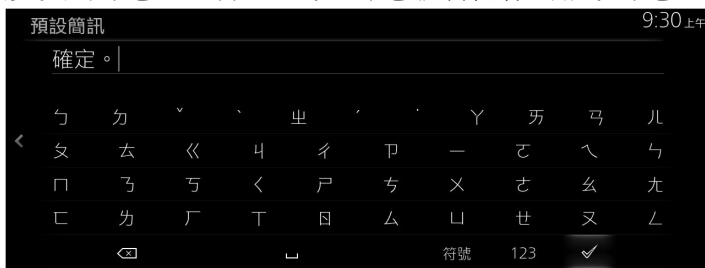 預設簡訊 9:30上午
確定。
ㄅ ㄉ ˇ ˋ ㄓ ˊ ˙ ㄚ ㄞ ㄢ ㄦ
ㄆ ㄊ ㄍ ㄐ ㄔ ㄗ ㄧ ㄛ ㄟ ㄣ
ㄇ ㄋ ㄎ ㄑ ㄕ ㄘ ㄨ ㄜ ㄠ ㄤ
ㄈ ㄌ ㄏ ㄒ ㄖ ㄙ ㄩ ㄝ ㄡ ㄥ
符號 123